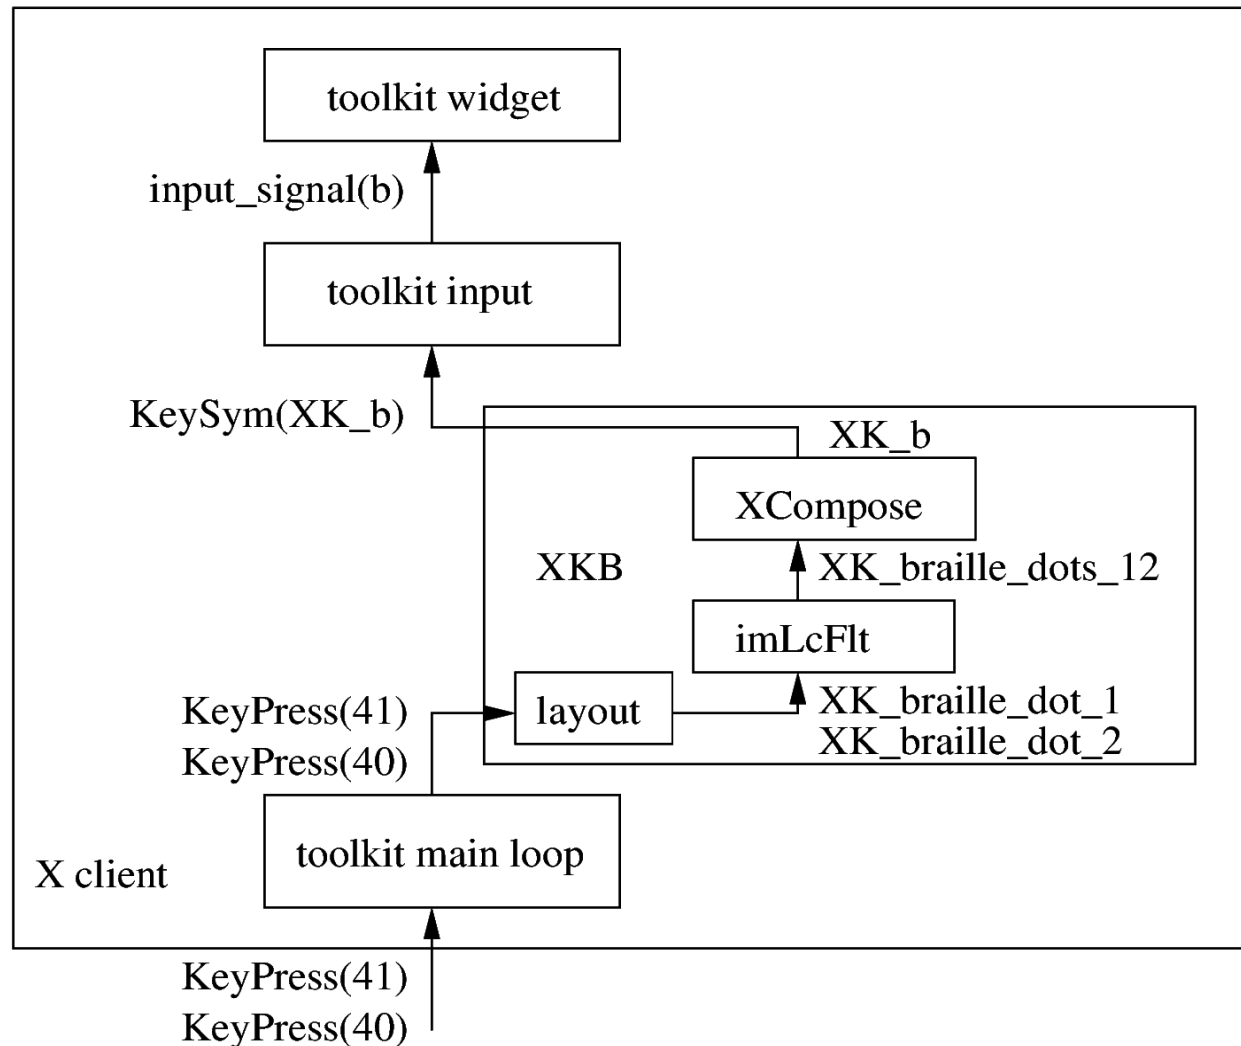 toolkit widget
input_signal(b)
toolkit input
KeySym(XK_b)
XK_b
XCompose
XKB
XK_braille_dots_12
imLcFlt
KeyPress(41)
layout
XK_braille_dot_1
XK_braille_dot_2
KeyPress(40)
toolkit main loop
X client
KeyPress(41)
KeyPress(40)